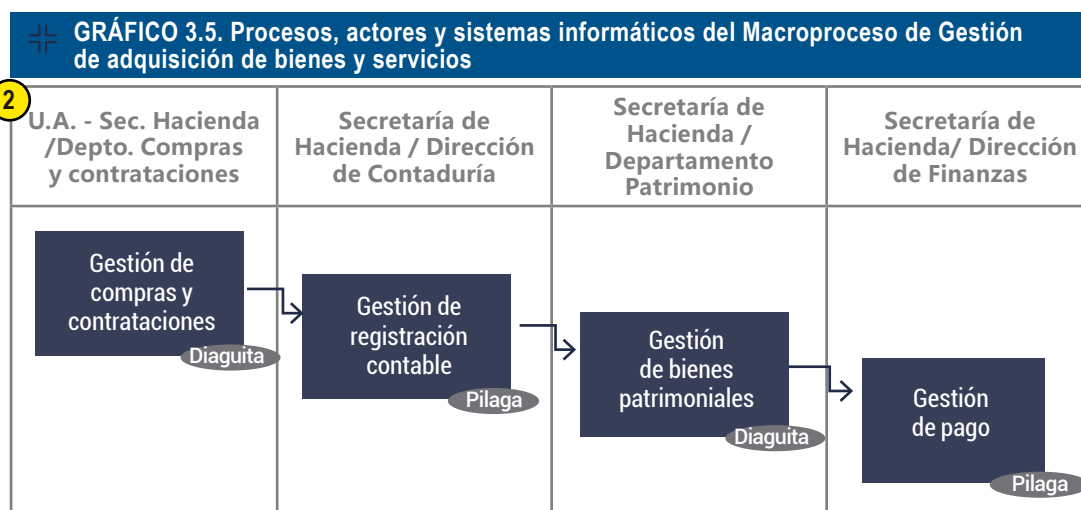 GRÁFICO 3.5. Procesos, actores y sistemas informáticos del Macroproceso de Gestión
de adquisición de bienes y servicios
2
U.A. - Sec. Hacienda
/Depto. Compras
y contrataciones
Secretaría de
Hacienda / Dirección
de Contaduría
Secretaría de
Hacienda /
Departamento
Patrimonio
Secretaría de
Hacienda/ Dirección
de Finanzas
Gestión de
compras y
contrataciones
Diaguita
Gestión de
registración
contable
Pilaga
Gestión
de bienes
patrimoniales
Diaguita
Gestión
de pago
Pilaga